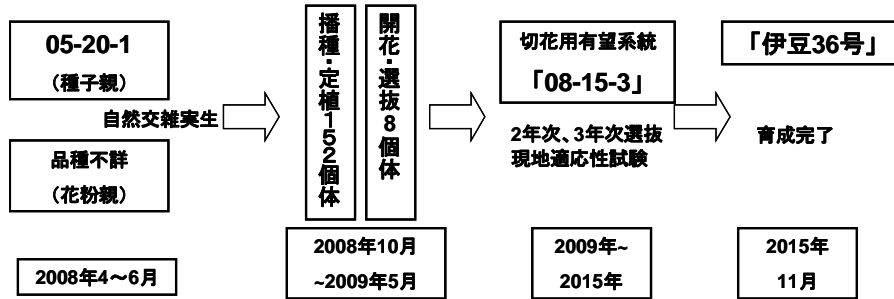 05-20-1
（種子親）
自然交雑実生
品種不詳
（花粉親）
2008年4～6月
播種・定植152個体
開花・選抜8個体
2008年10月
~2009年5月
切花用有望系統
「08-15-3」
2年次、3年次選抜
現地適応性試験
2009年~
2015年
「伊豆36号」
育成完了
2015年
11月